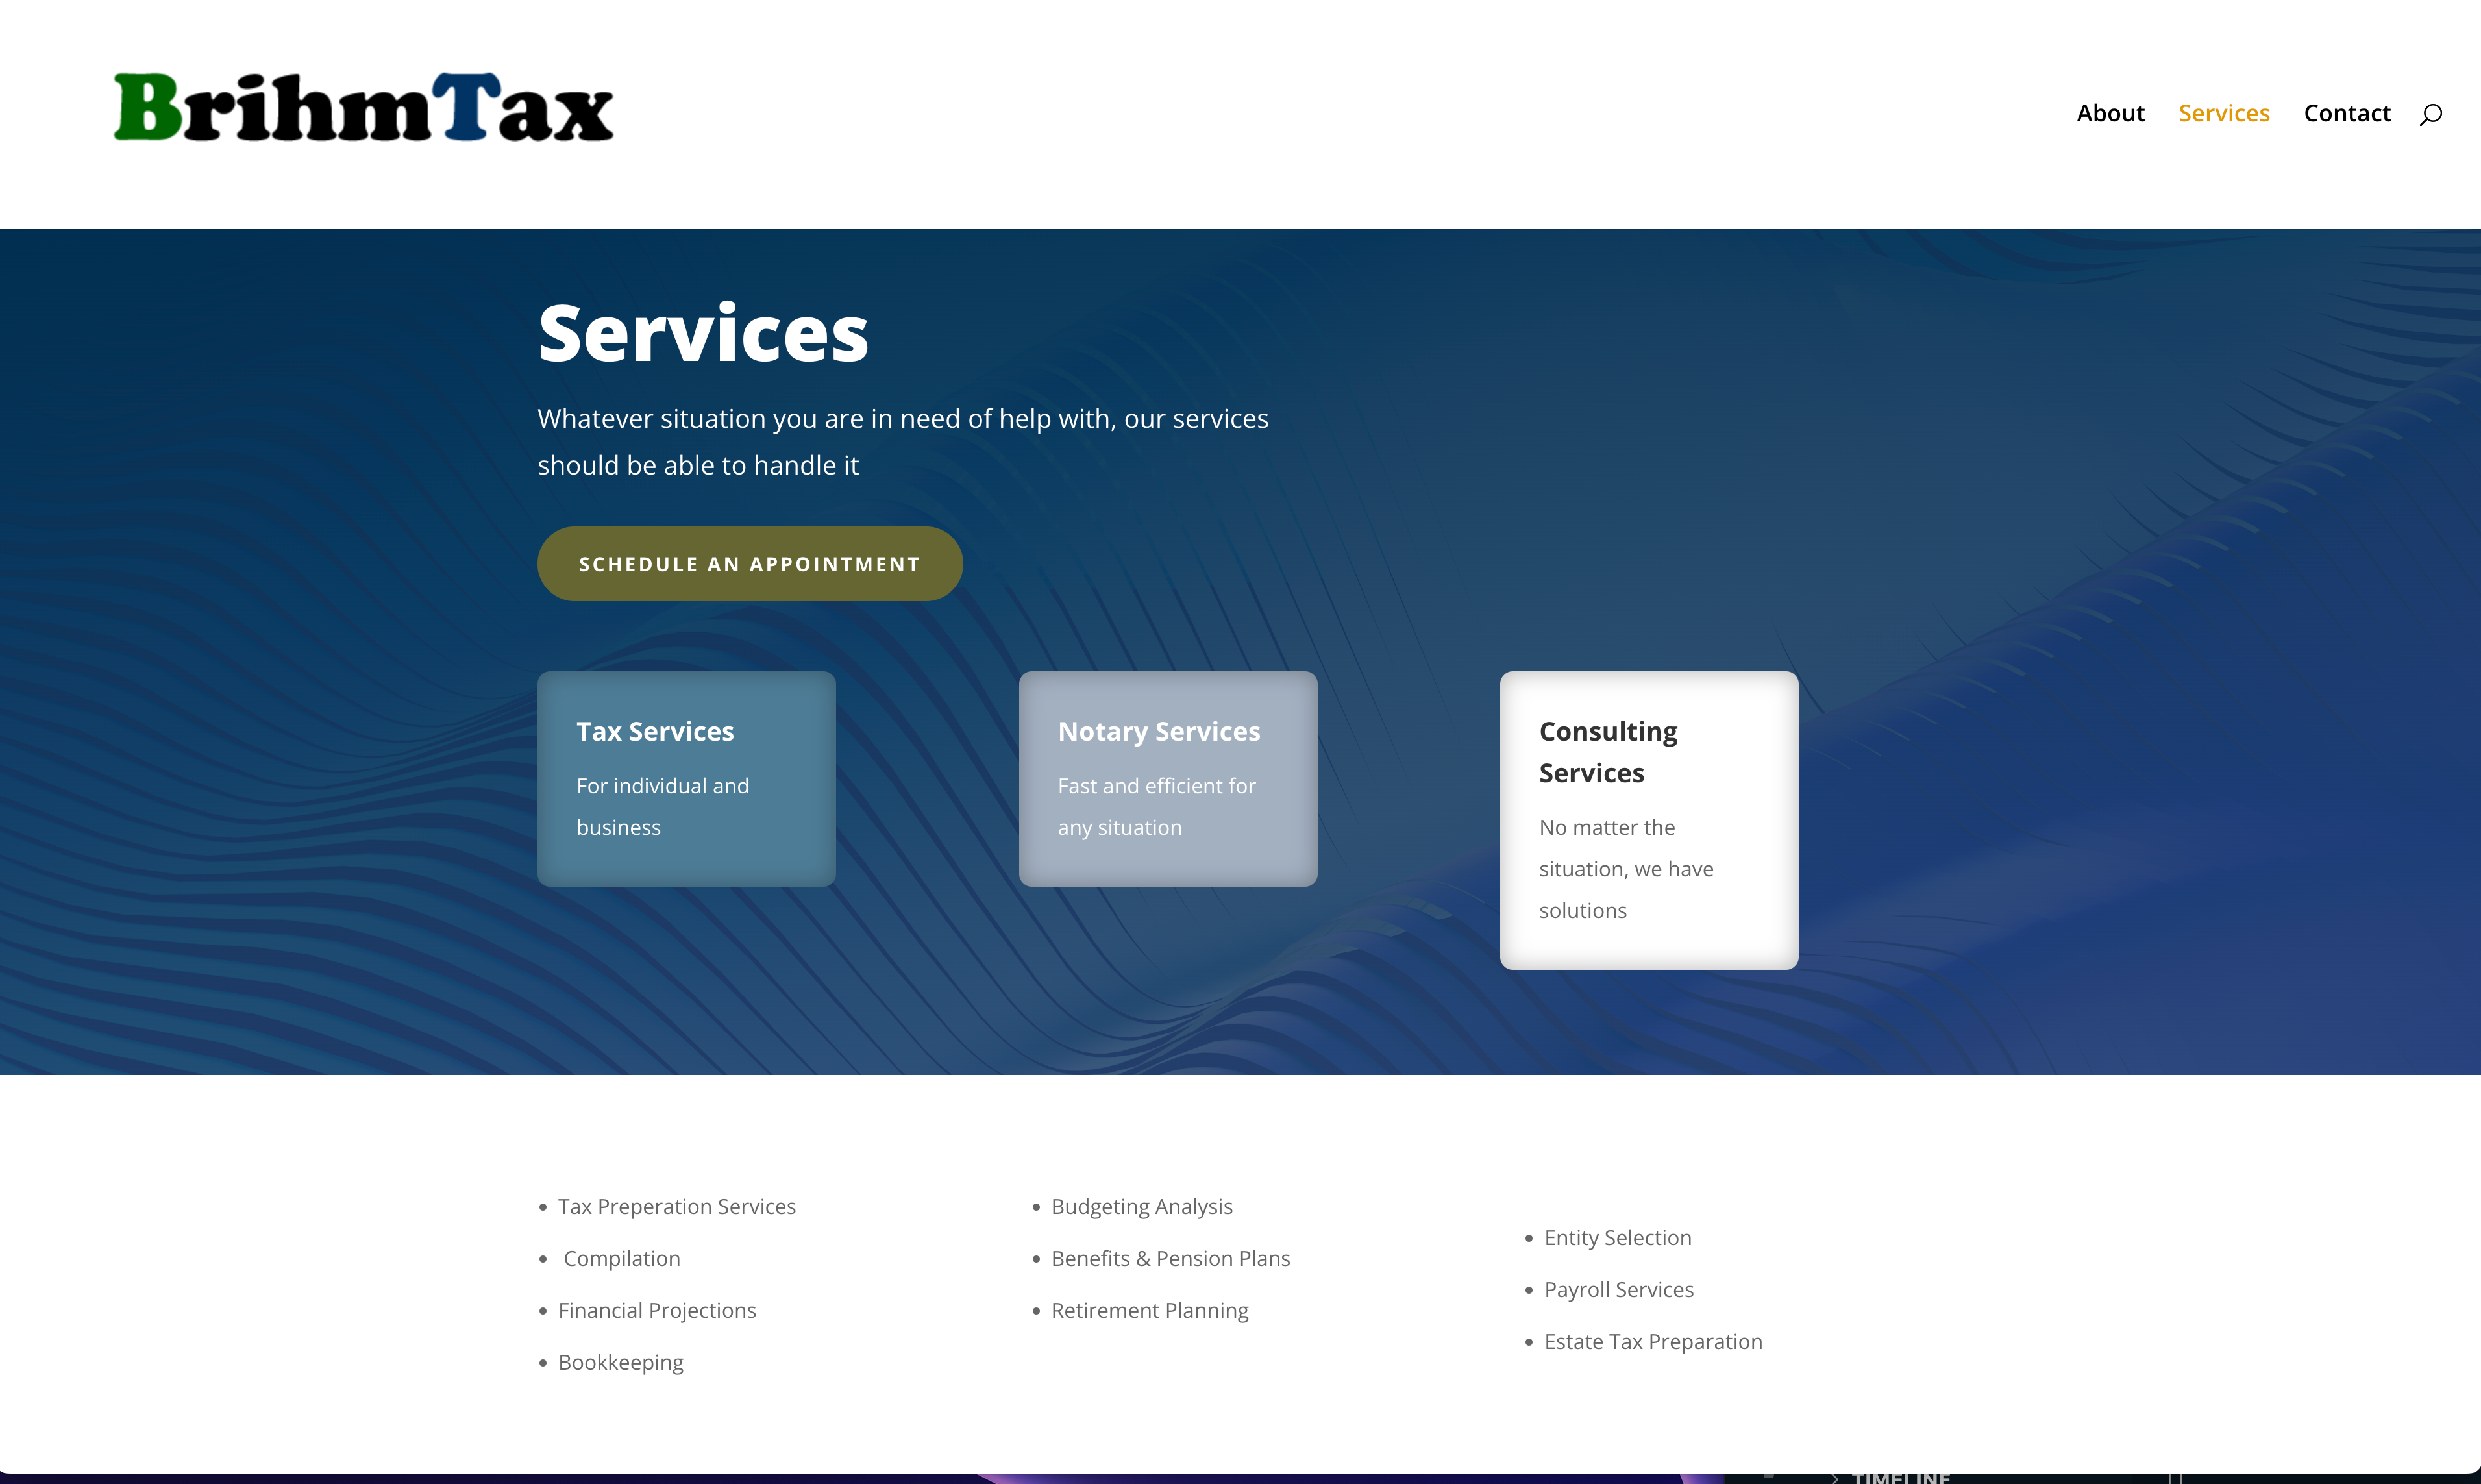 BrihmTax
About Services Contact
Services
Whatever situation you are in need of help with, our services
should be able to handle it
SCHEDULE AN APPOINTMENT
Tax Services
For individual and
business
Notary Services
Fast and efficient for
any situation
Consulting
Services
No matter the
situation, we have
solutions
• Tax Preperation Services
• Compilation
• Financial Projections
• Bookkeeping
• Budgeting Analysis
• Benefits & Pension Plans
• Retirement Planning
• Entity Selection
• Payroll Services
• Estate Tax Preparation
TIMELINE